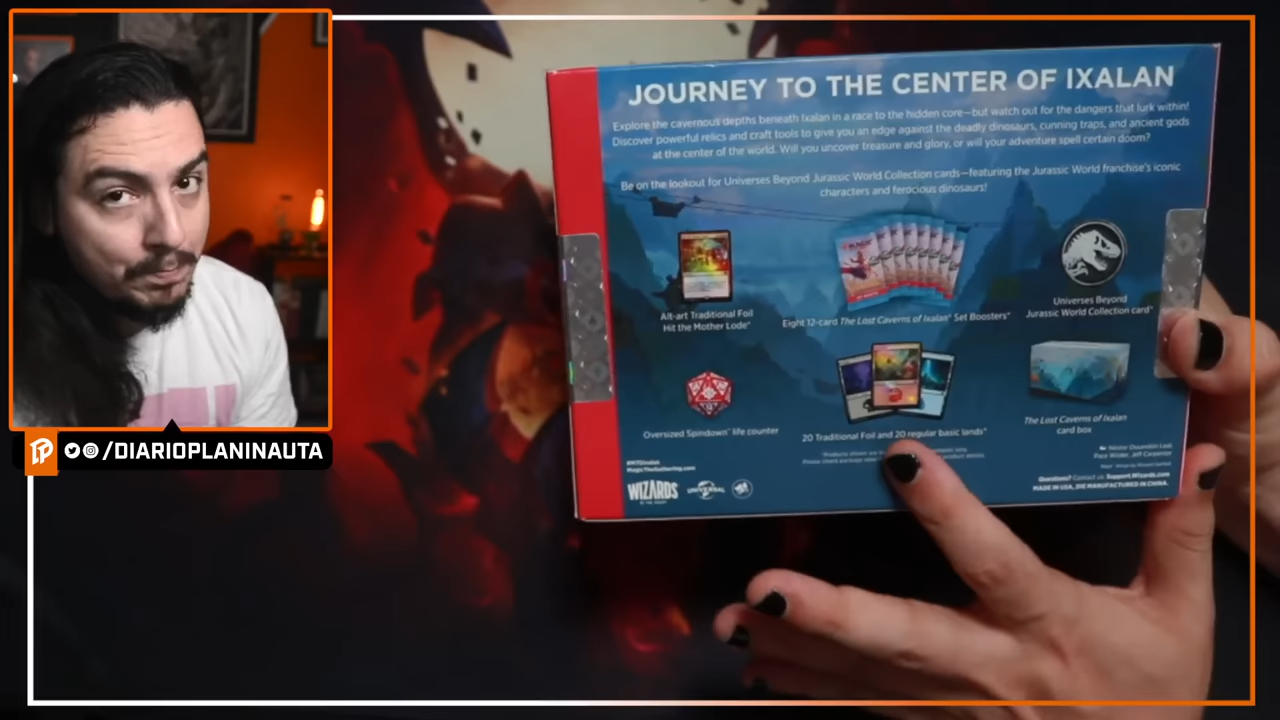 JOURNEY TO THE CENTER OF IXALAN
Explore the cavernous depths beneath Ixalan in a race to the hidden core—but watch out for the dangers that lurk within!
Discover powerful relics and craft tools to give you an edge against the deadly dinosaurs, cunning traps, and ancient gods
at the center of the world. Will you uncover treasure and glory, or will your adventure spell certain doom?
Be on the lookout for Universes Beyond Jurassic World Collection cards—featuring the Jurassic World franchise's iconic
characters and ferocious dinosaurs!
Alt-art Traditional Foil
Hit the Mother Lode*
Eight 12-card The Lost Caverns of Ixalan® Set Boosters*
Universes Beyond
Jurassic World Collection card*
Oversized Spindown™ life counter
20 Traditional Foil and 20 regular basic lands*
The Lost Caverns of Ixalan
card box
#MTGIxalan
MagicTheGathering.com
WIZARDS
UNIVERSAL
Questions? Contact us: Support.Wizards.com
MADE IN USA, DIE MANUFACTURED IN CHINA.
/DIARIOPLANINAUTA